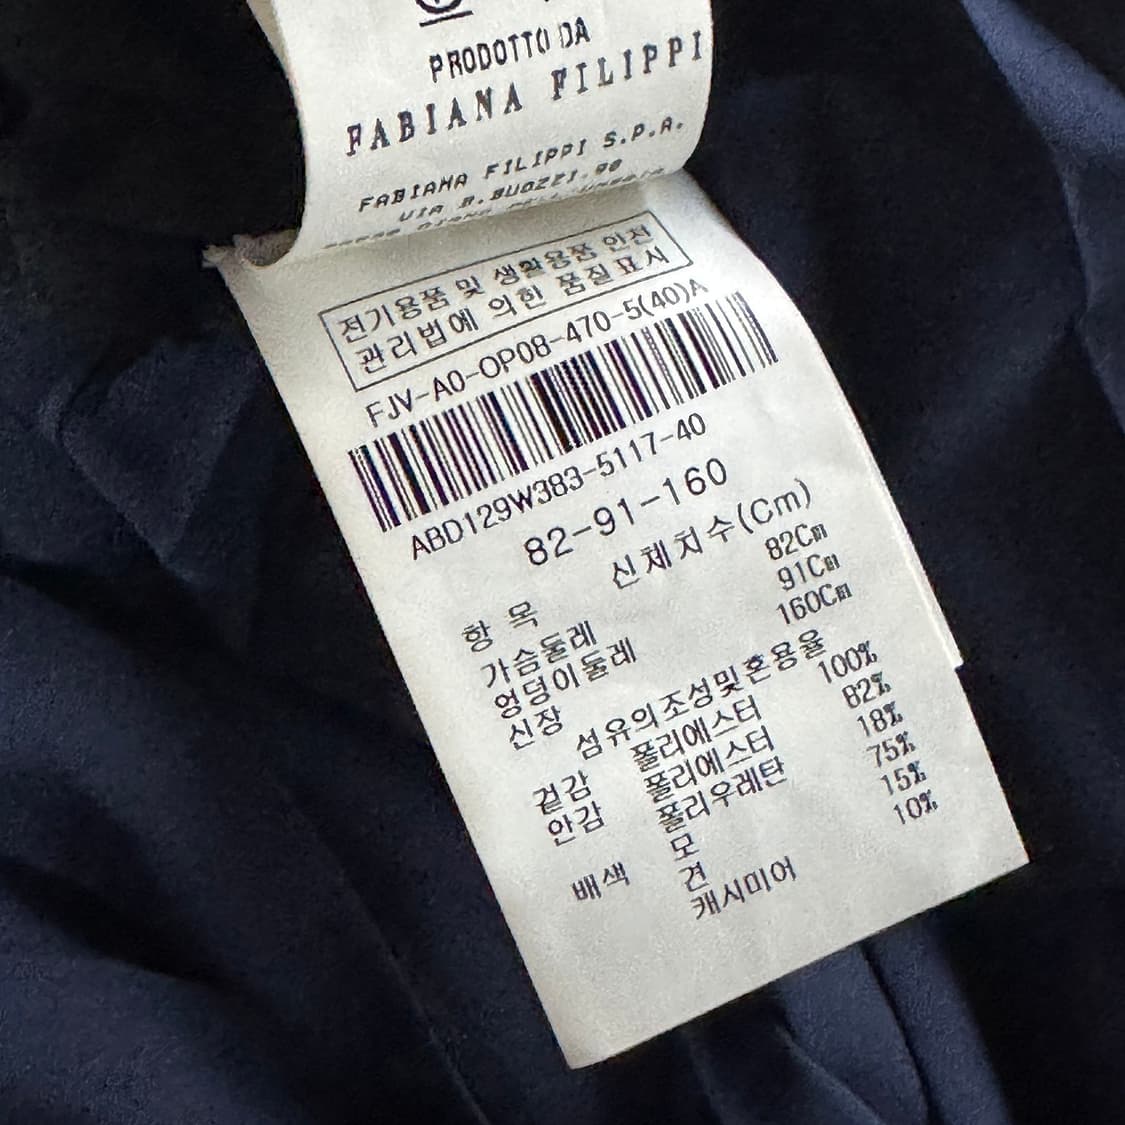 PRODOTTO DA
FABIANA FILIPPI
FABIANA FILIPPI S.P.A.
VIA B.BUOZZI.90
전기용품 및 생활용품 안전
관리법에 의한 품질표시
FJV-A0-OP08-470-5(40)A
ABD129W383-5117-40
82-91-160
항 목 신체치수(Cm)
가슴둘레 82Cm
엉덩이둘레 91Cm
신장 160Cm
섬유의조성및혼용율
겉감 폴리에스터 100%
안감 폴리에스터 82%
폴리우레탄 18%
배색 모 75%
견 15%
캐시미어 10%